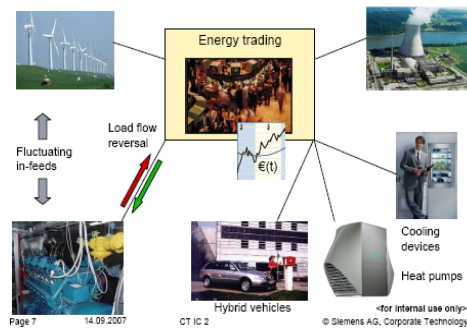 Energy trading
Load flow
reversal
Fluctuating
in-feeds
€(t)
Cooling
devices
Heat pumps
Hybrid vehicles
<for internal use only>
Page 7 14.09.2007 CT IC 2 © Siemens AG, Corporate Technology